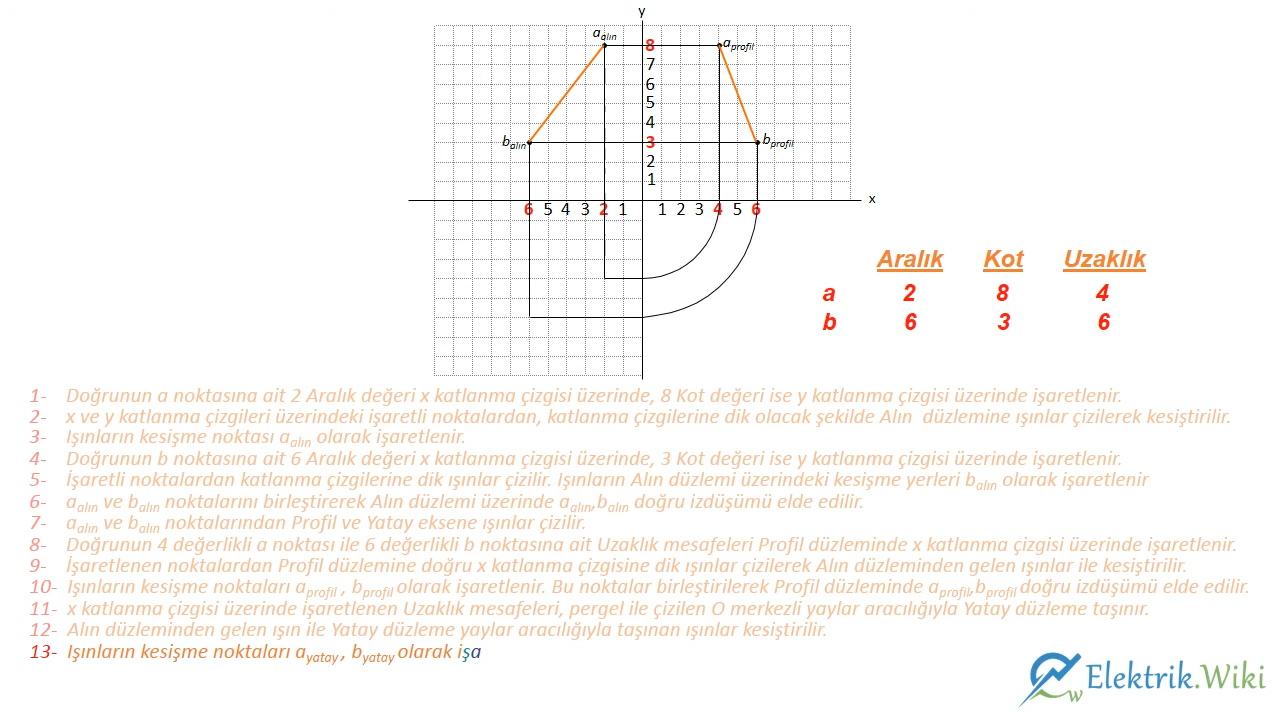 y
a alın
8
a profil
7
6
5
4
b alın
3
b profil
2
1
x
6 5 4 3 2 1 1 2 3 4 5 6
Aralık Kot Uzaklık
a 2 8 4
b 6 3 6
1- Doğrunun a noktasına ait 2 Aralık değeri x katlanma çizgisi üzerinde, 8 Kot değeri ise y katlanma çizgisi üzerinde işaretlenir.
2- x ve y katlanma çizgileri üzerindeki işaretli noktalardan, katlanma çizgilerine dik olacak şekilde Alın düzlemine ışınlar çizilerek kesiştirilir.
3- Işınların kesişme noktası a alın olarak işaretlenir.
4- Doğrunun b noktasına ait 6 Aralık değeri x katlanma çizgisi üzerinde, 3 Kot değeri ise y katlanma çizgisi üzerinde işaretlenir.
5- İşaretli noktalardan katlanma çizgilerine dik ışınlar çizilir. Işınların Alın düzlemi üzerindeki kesişme yerleri b alın olarak işaretlenir
6- a alın ve b alın noktalarını birleştirerek Alın düzlemi üzerinde a alın,b alın doğru izdüşümü elde edilir.
7- a alın ve b alın noktalarından Profil ve Yatay eksene ışınlar çizilir.
8- Doğrunun 4 değerlikli a noktası ile 6 değerlikli b noktasına ait Uzaklık mesafeleri Profil düzleminde x katlanma çizgisi üzerinde işaretlenir.
9- İşaretlenen noktalardan Profil düzlemine doğru x katlanma çizgisine dik ışınlar çizilerek Alın düzleminden gelen ışınlar ile kesiştirilir.
10- Işınların kesişme noktaları a profil , b profil olarak işaretlenir. Bu noktalar birleştirilerek Profil düzleminde a profil,b profil doğru izdüşümü elde edilir.
11- x katlanma çizgisi üzerinde işaretlenen Uzaklık mesafeleri, pergel ile çizilen O merkezli yaylar aracılığıyla Yatay düzleme taşınır.
12- Alın düzleminden gelen ışın ile Yatay düzleme yaylar aracılığıyla taşınan ışınlar kesiştirilir.
13- Işınların kesişme noktaları a yatay , b yatay olarak işa
Elektrik.Wiki
w